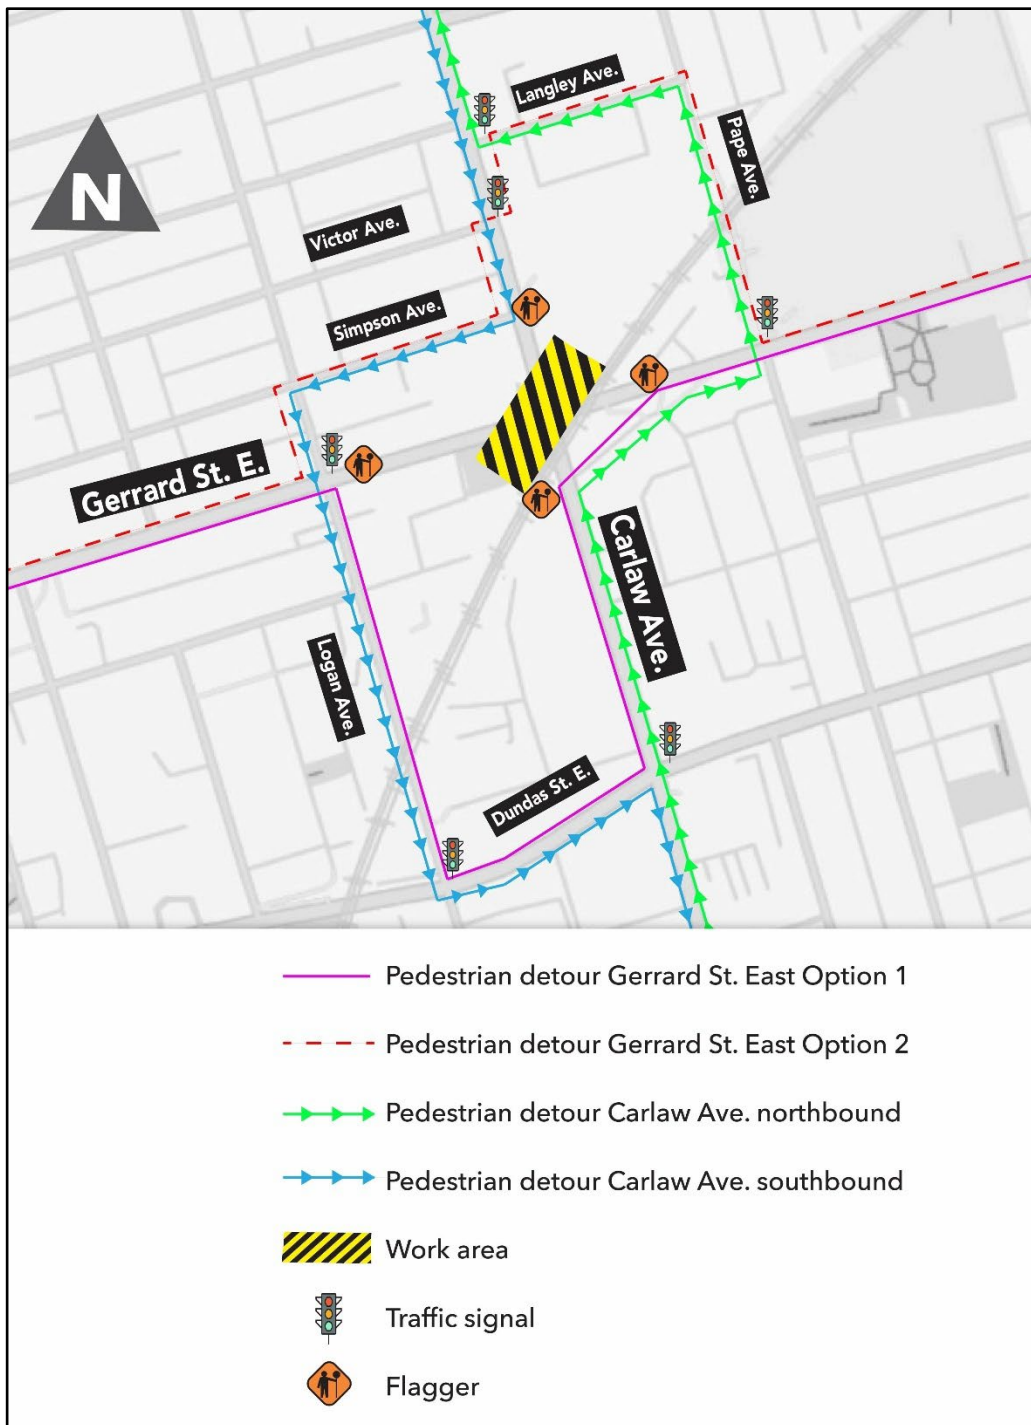 Langley Ave.
Pape Ave.
N
Victor Ave.
Simpson Ave.
Gerrard St. E.
Carlaw Ave.
Logan Ave.
Dundas St. E.
Pedestrian detour Gerrard St. East Option 1
Pedestrian detour Gerrard St. East Option 2
Pedestrian detour Carlaw Ave. northbound
Pedestrian detour Carlaw Ave. southbound
Work area
Traffic signal
Flagger